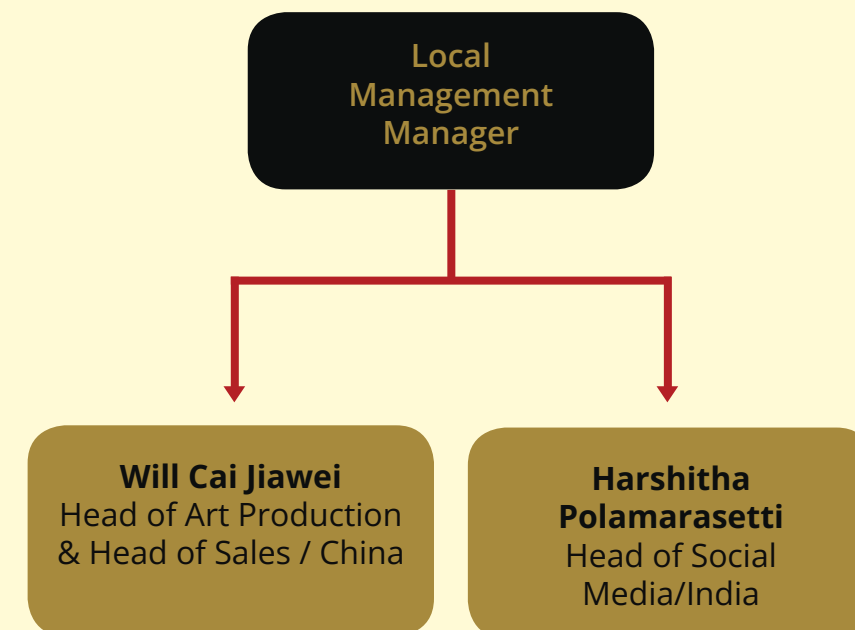 Local
Management
Manager
Will Cai Jiawei
Head of Art Production
& Head of Sales / China
Harshitha
Polamarasetti
Head of Social
Media/India